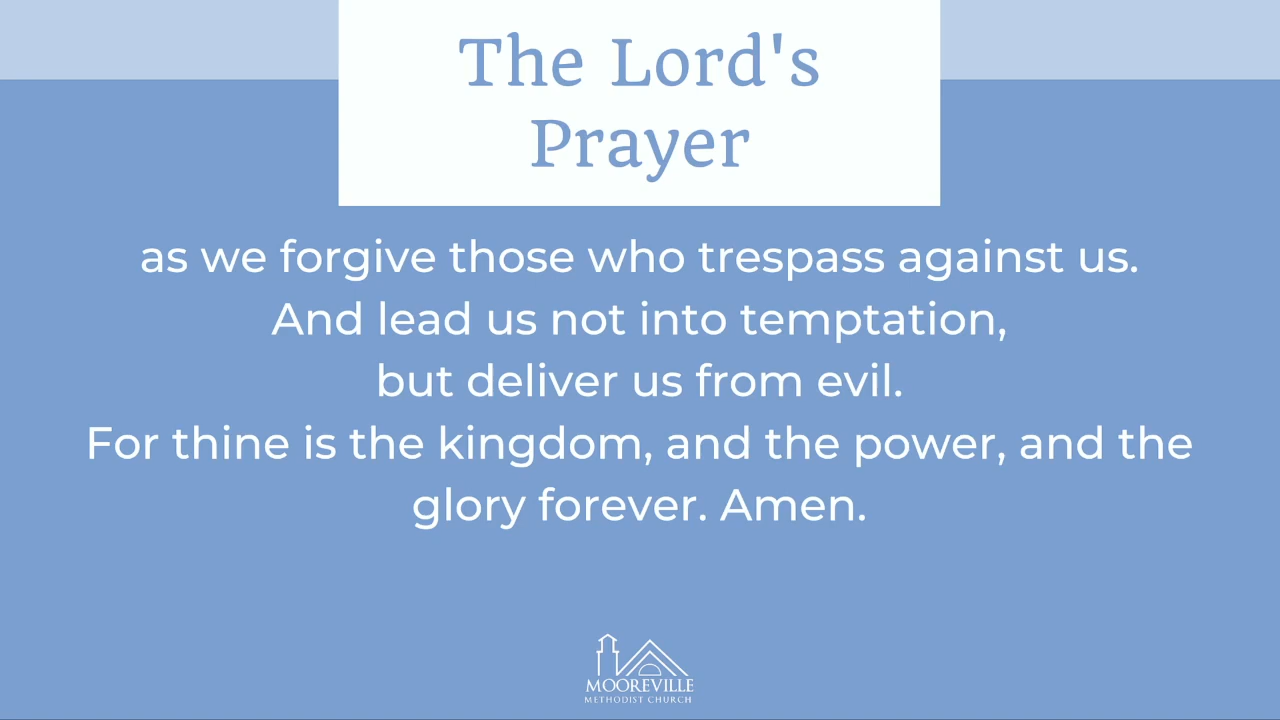 The Lord's
Prayer
as we forgive those who trespass against us.
And lead us not into temptation,
but deliver us from evil.
For thine is the kingdom, and the power, and the
glory forever. Amen.
MOOREVILLE
METHODIST CHURCH